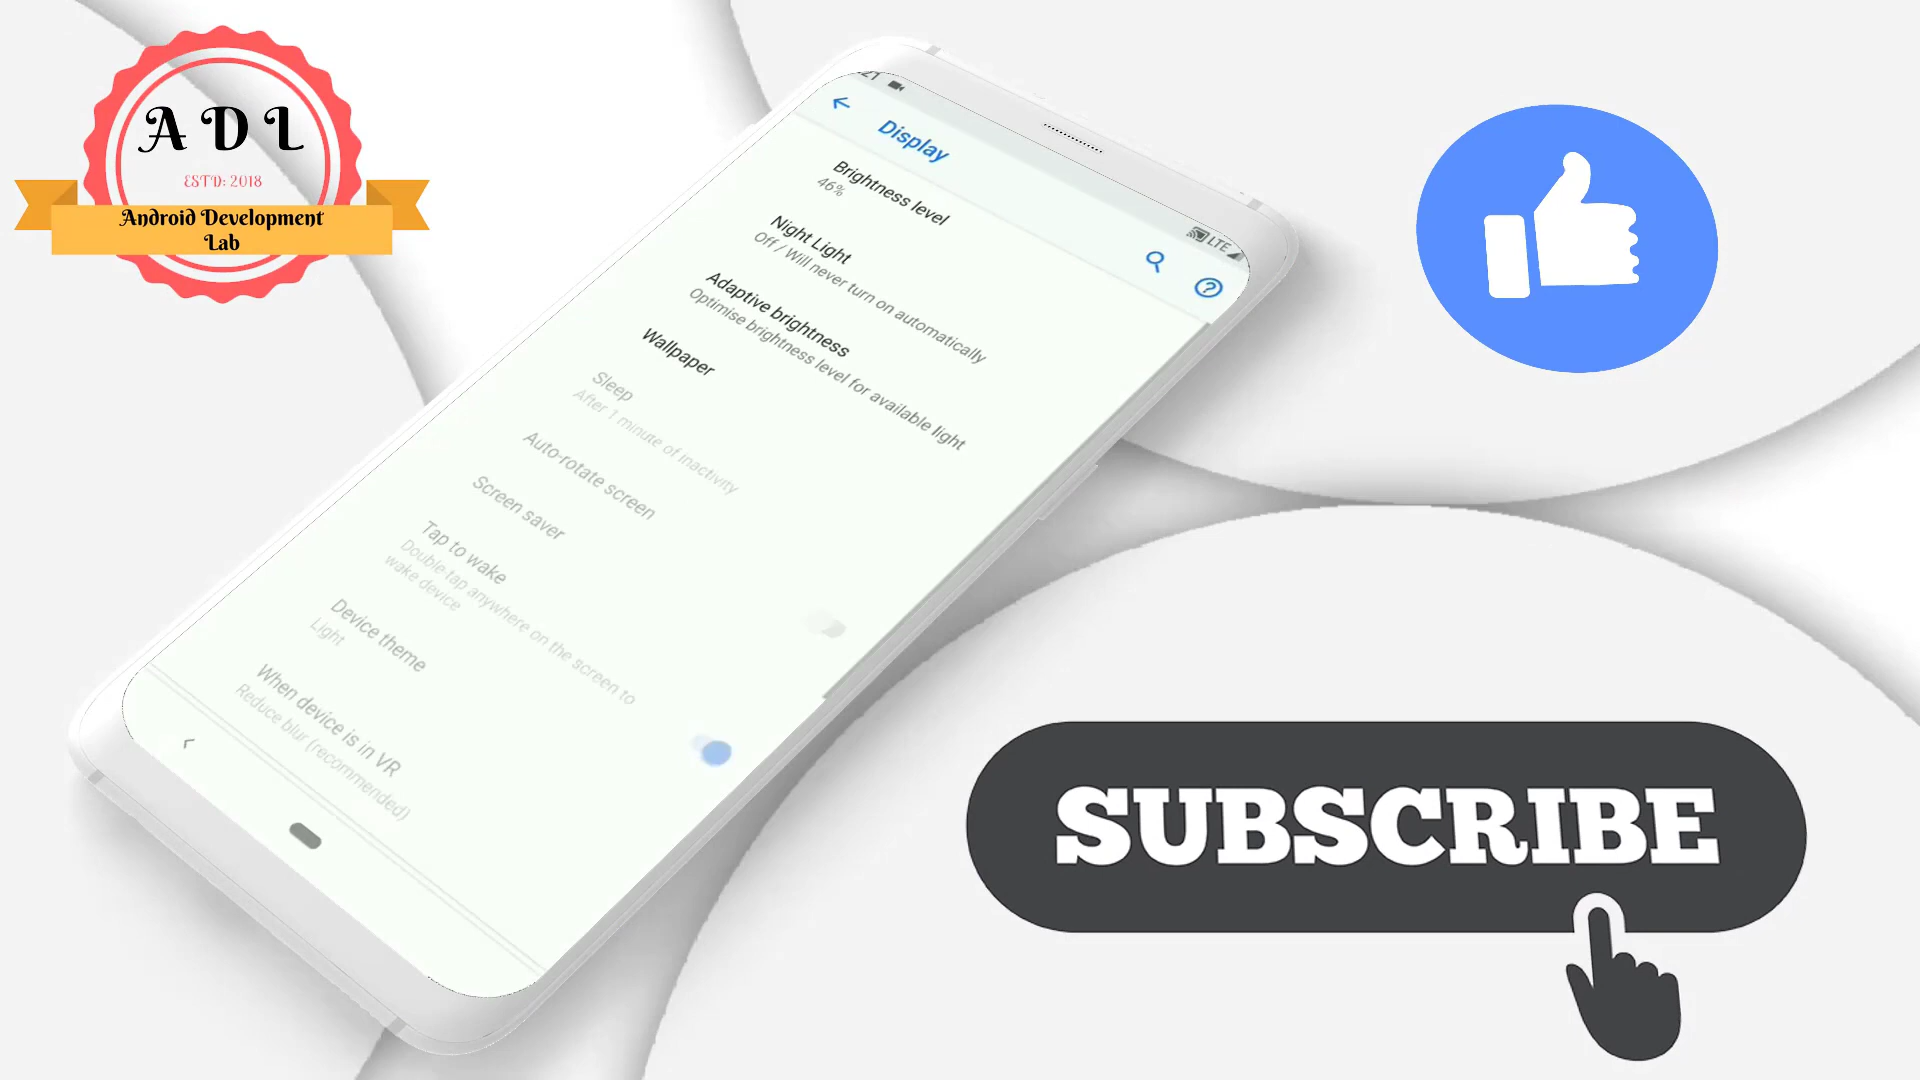 A D L
ESTD: 2018
Android Development
Lab
:21
LTE
Display
Brightness level
46%
Night Light
Off / Will never turn on automatically
Adaptive brightness
Optimise brightness level for available light
Wallpaper
Sleep
After 1 minute of inactivity
Auto-rotate screen
Screen saver
Tap to wake
Double-tap anywhere on the screen to
wake device
Device theme
Light
When device is in VR
Reduce blur (recommended)
SUBSCRIBE